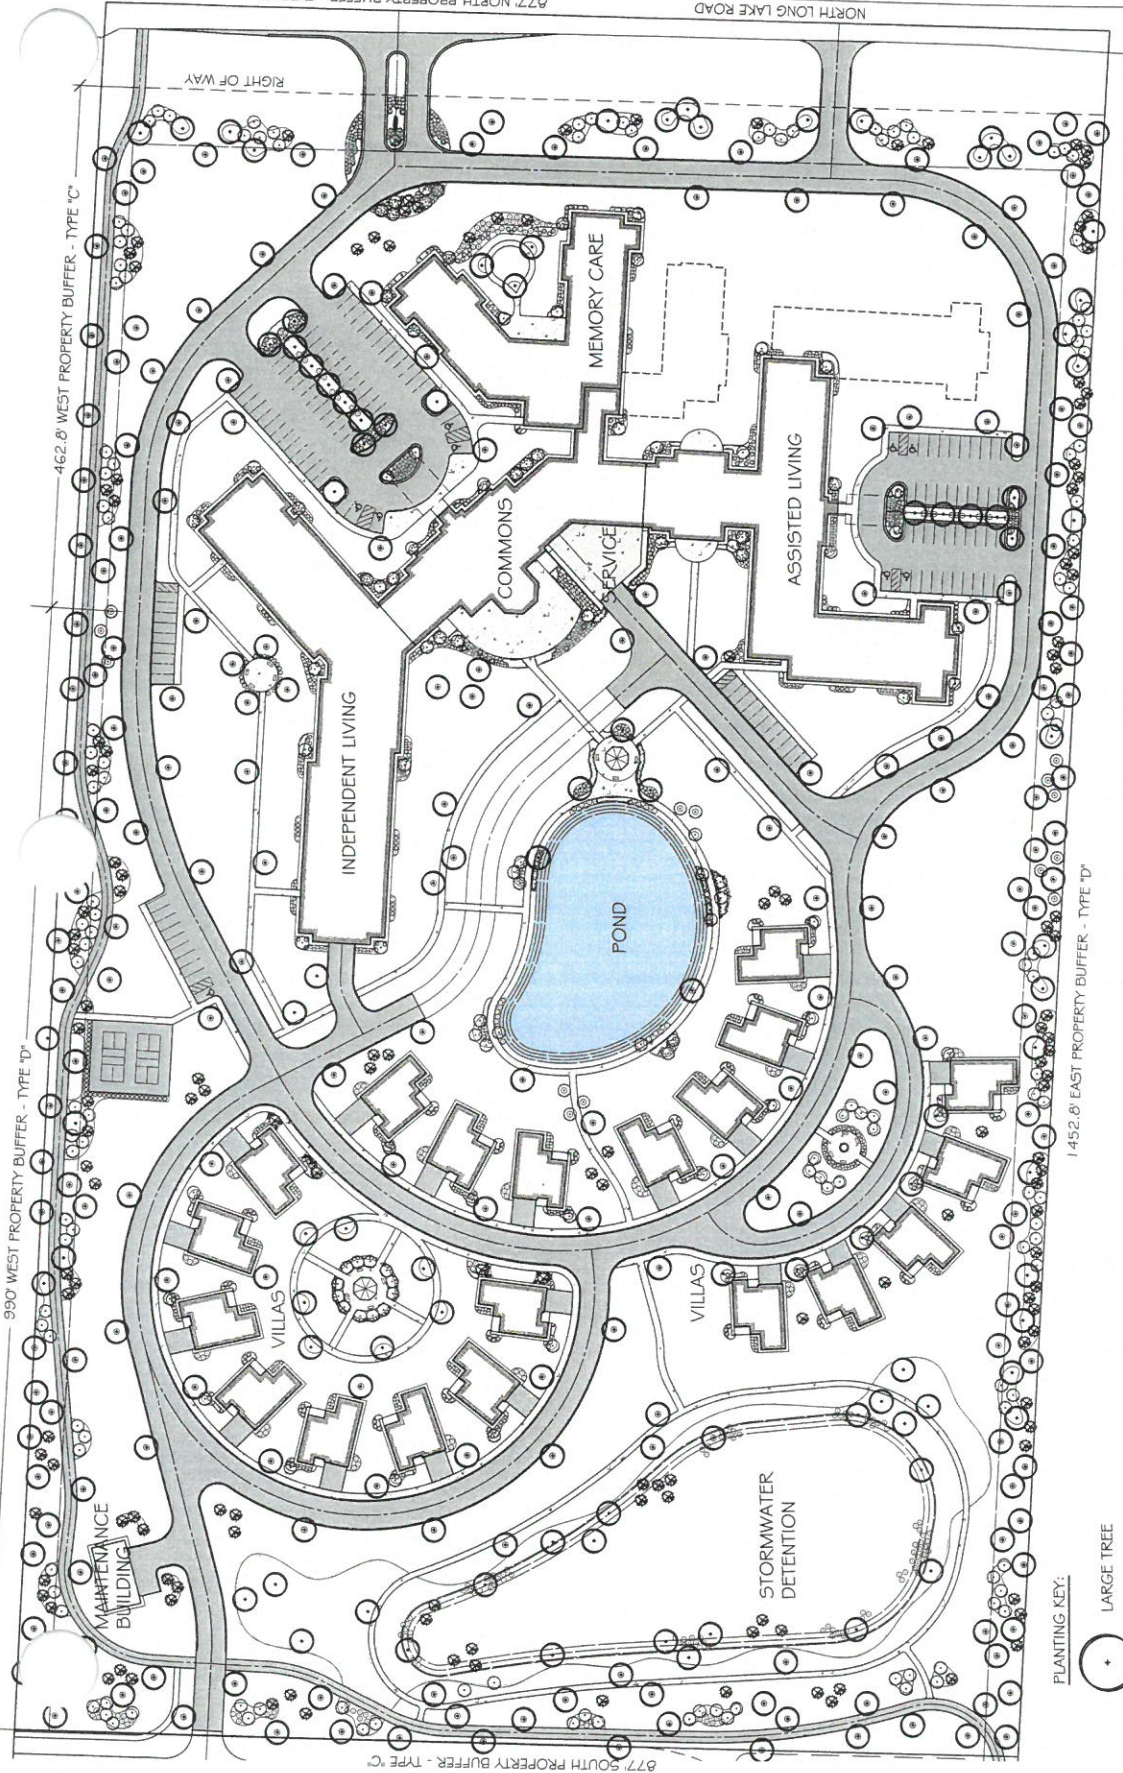 877' NORTH PROPERTY BUFFER
NORTH LONG LAKE ROAD
RIGHT OF WAY
462.8' WEST PROPERTY BUFFER - TYPE "C"
MEMORY CARE
COMMONS
SERVICE
ASSISTED LIVING
INDEPENDENT LIVING
POND
990' WEST PROPERTY BUFFER - TYPE "D"
1452.8' EAST PROPERTY BUFFER - TYPE "D"
VILLAS
VILLAS
MAINTENANCE
BUILDING
STORMWATER
DETENTION
PLANTING KEY:
LARGE TREE
877' SOUTH PROPERTY BUFFER - TYPE "C"